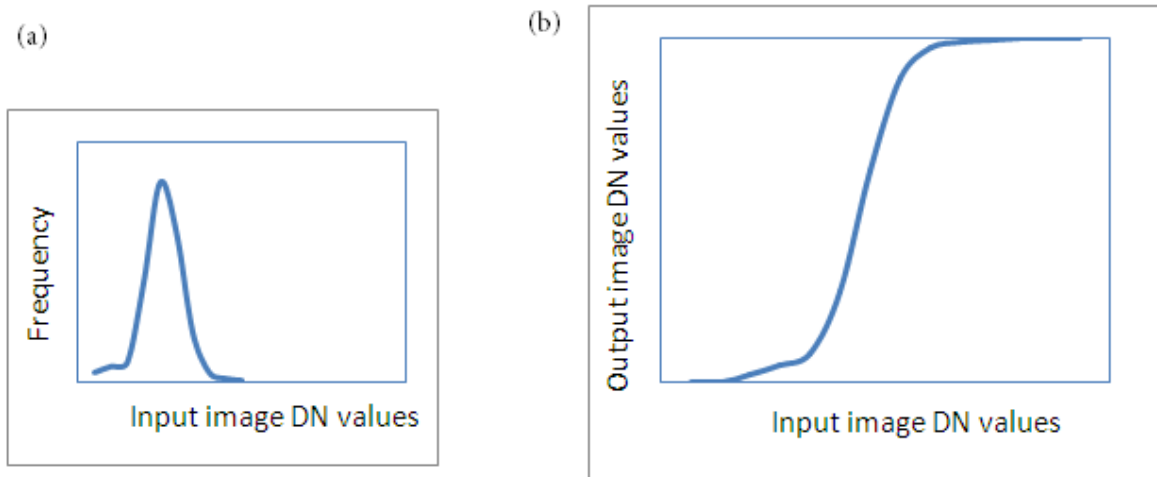 (a)
Frequency
Input image DN values
(b)
Output image DN values
Input image DN values